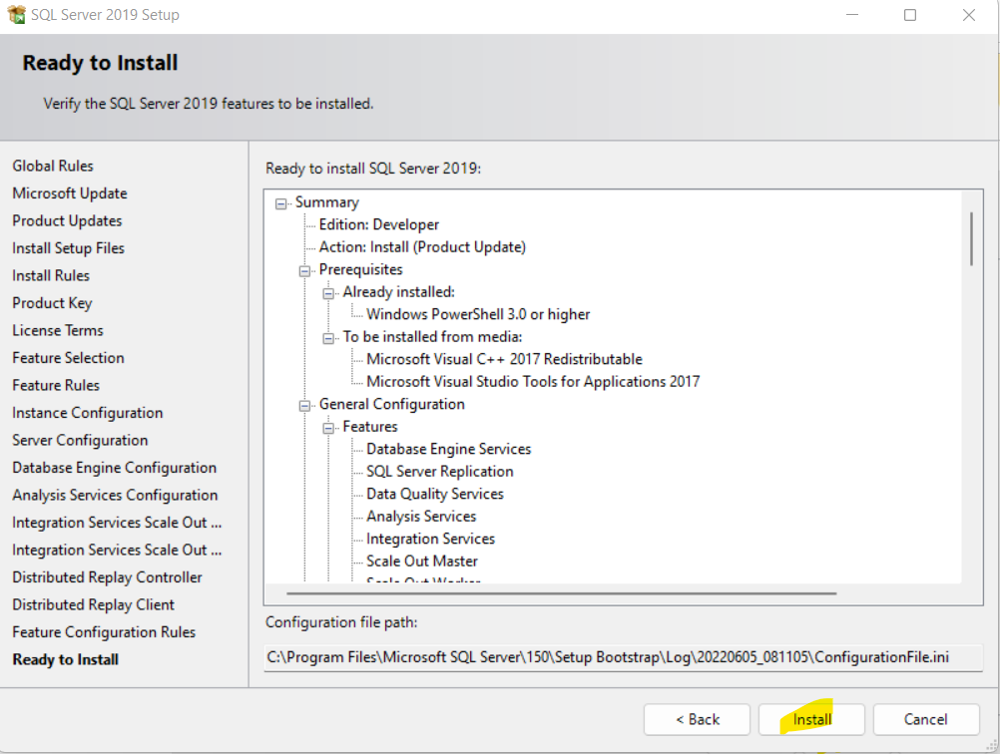 SQL Server 2019 Setup
Ready to Install
Verify the SQL Server 2019 features to be installed.
Global Rules
Microsoft Update
Product Updates
Install Setup Files
Install Rules
Product Key
License Terms
Feature Selection
Feature Rules
Instance Configuration
Server Configuration
Database Engine Configuration
Analysis Services Configuration
Integration Services Scale Out ...
Integration Services Scale Out ...
Distributed Replay Controller
Distributed Replay Client
Feature Configuration Rules
Ready to Install
Ready to install SQL Server 2019:
Summary
Edition: Developer
Action: Install (Product Update)
Prerequisites
Already installed:
Windows PowerShell 3.0 or higher
To be installed from media:
Microsoft Visual C++ 2017 Redistributable
Microsoft Visual Studio Tools for Applications 2017
General Configuration
Features
Database Engine Services
SQL Server Replication
Data Quality Services
Analysis Services
Integration Services
Scale Out Master
Scale Out Worker
Configuration file path:
C:\Program Files\Microsoft SQL Server\150\Setup Bootstrap\Log\20220605_081105\ConfigurationFile.ini
< Back
Install
Cancel